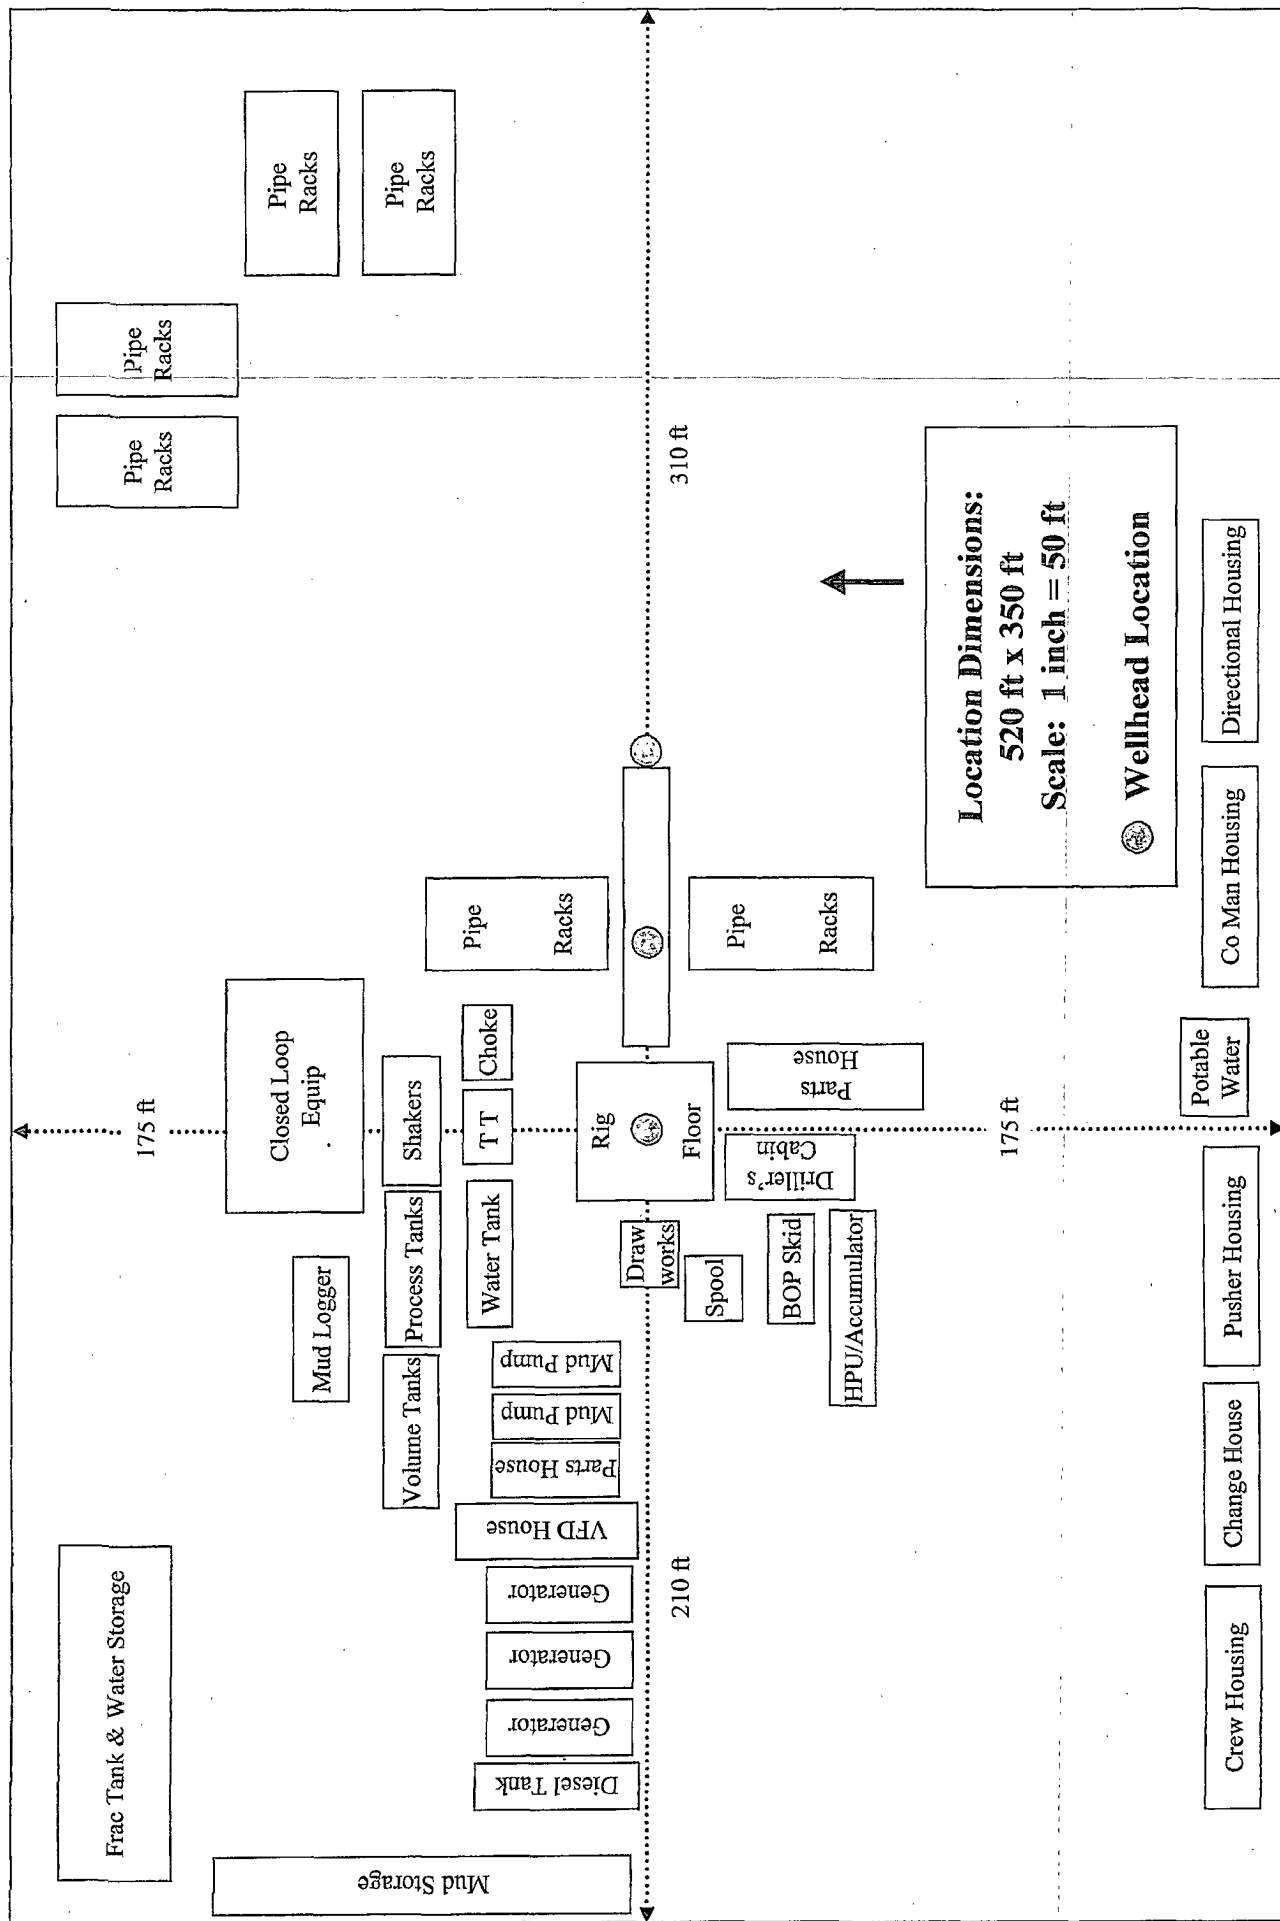 Frac Tank & Water Storage
Mud Storage
Diesel Tank
Generator
Generator
Generator
VFD House
Parts House
Mud Pump
Mud Pump
Volume Tanks
Process Tanks
Shakers
Mud Logger
Closed Loop
Equip
Water Tank
T T
Choke
175 ft
Pipe
Racks
Pipe
Racks
Pipe
Racks
Pipe
Racks
Pipe
Racks
Pipe
Racks
Rig
Floor
Draw
works
Spool
BOP Skid
HPU/Accumulator
Driller's
Cabin
Parts
House
210 ft
310 ft
175 ft
Location Dimensions:
520 ft x 350 ft
Scale: 1 inch = 50 ft
Wellhead Location
Crew Housing
Change House
Pusher Housing
Potable
Water
Co Man Housing
Directional Housing